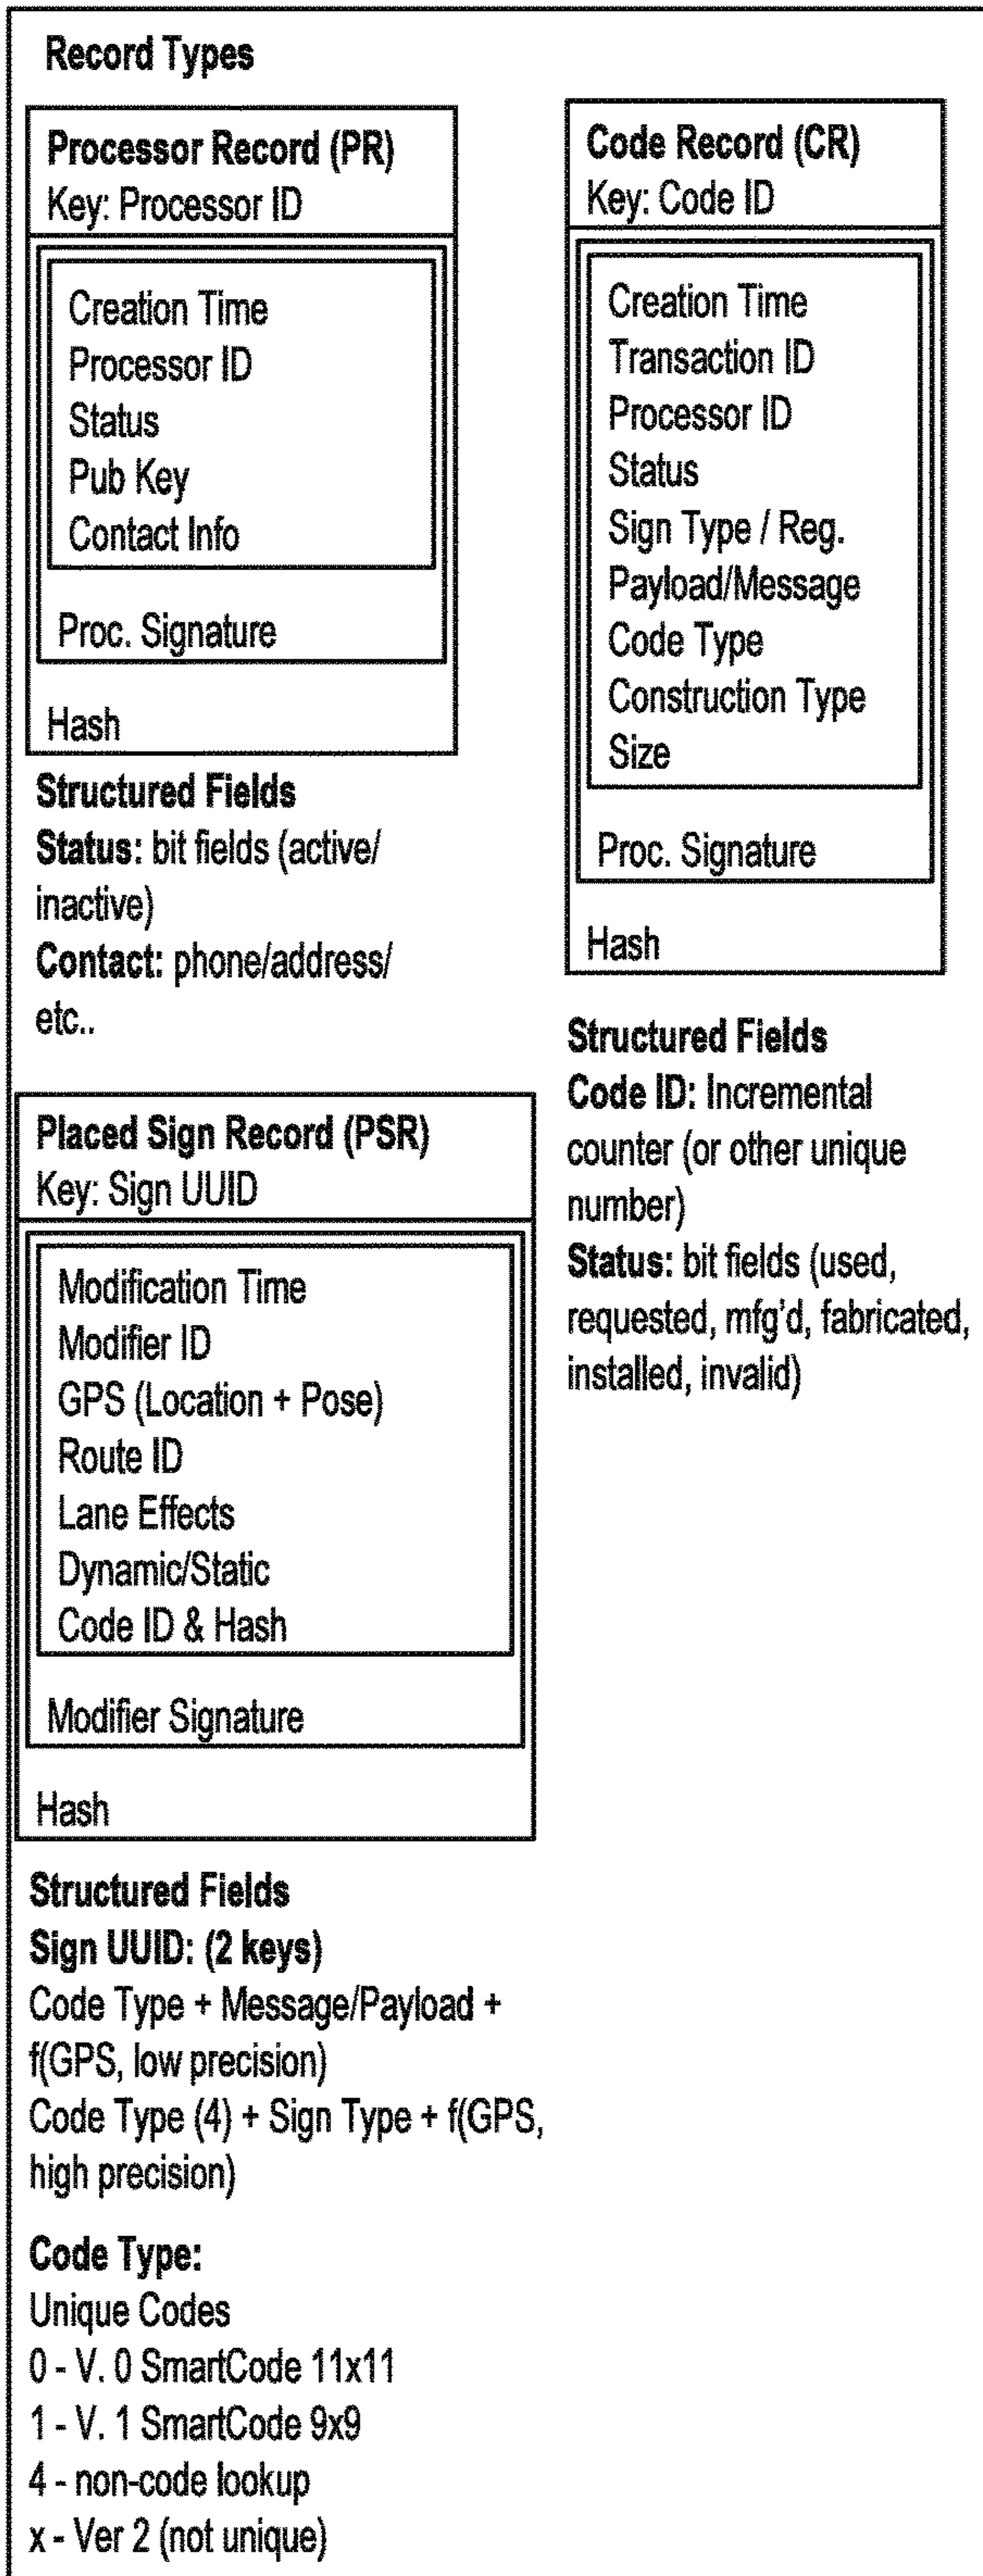 Record Types
Processor Record (PR)
Key: Processor ID
Creation Time
Processor ID
Status
Pub Key
Contact Info
Proc. Signature
Hash
Structured Fields
Status: bit fields (active/
inactive)
Contact: phone/address/
etc..
Code Record (CR)
Key: Code ID
Creation Time
Transaction ID
Processor ID
Status
Sign Type / Reg.
Payload/Message
Code Type
Construction Type
Size
Proc. Signature
Hash
Structured Fields
Code ID: Incremental
counter (or other unique
number)
Status: bit fields (used,
requested, mfg'd, fabricated,
installed, invalid)
Placed Sign Record (PSR)
Key: Sign UUID
Modification Time
Modifier ID
GPS (Location + Pose)
Route ID
Lane Effects
Dynamic/Static
Code ID & Hash
Modifier Signature
Hash
Structured Fields
Sign UUID: (2 keys)
Code Type + Message/Payload +
f(GPS, low precision)
Code Type (4) + Sign Type + f(GPS,
high precision)
Code Type:
Unique Codes
0 - V. 0 SmartCode 11x11
1 - V. 1 SmartCode 9x9
4 - non-code lookup
x - Ver 2 (not unique)